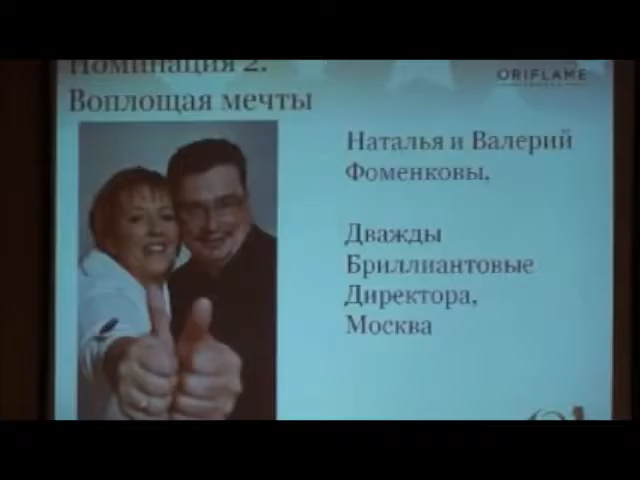 Номинация 2.
Воплощая мечты
ORIFLAME
Наталья и Валерий
Фоменковы,
Дважды
Бриллиантовые
Директора,
Москва